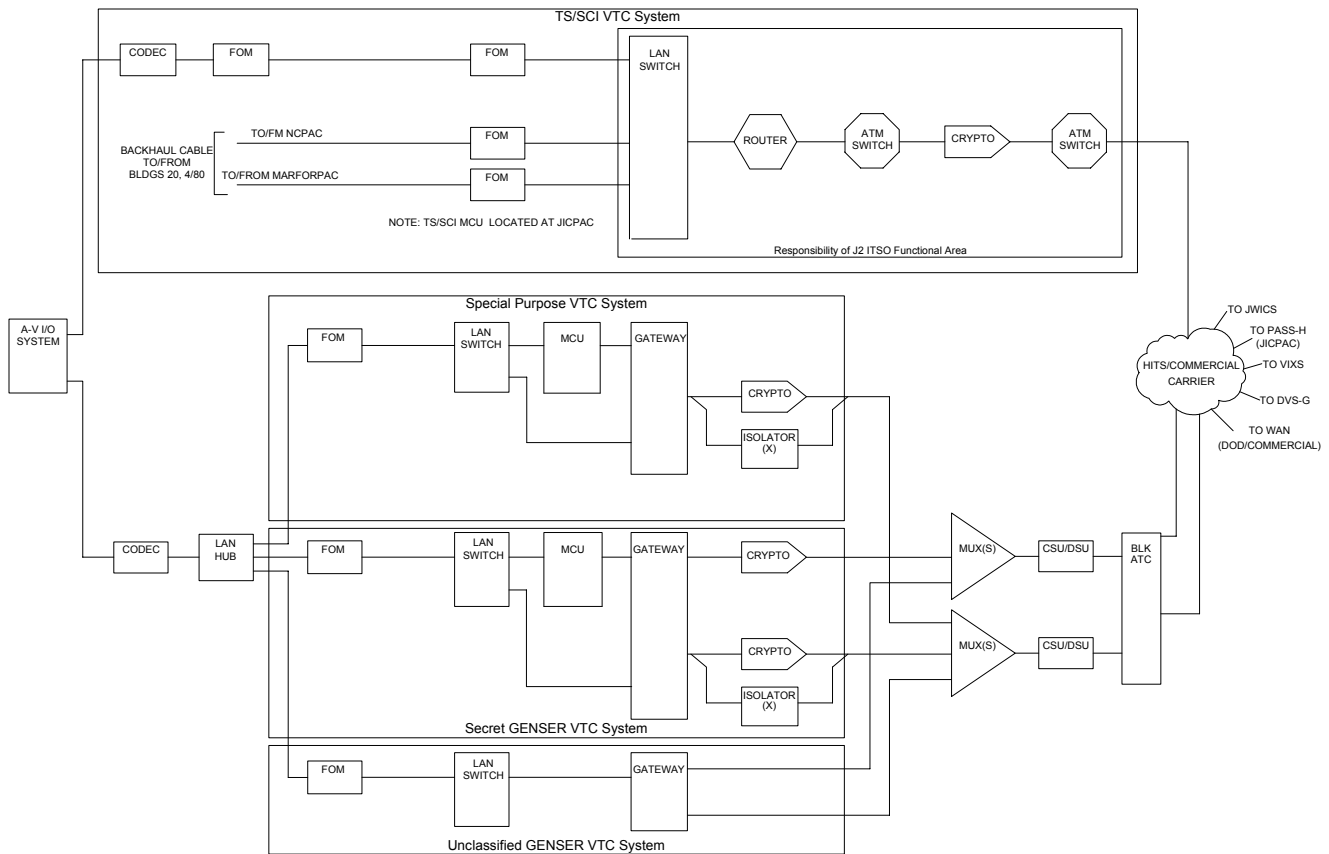 TS/SCI VTC System
CODEC
FOM
FOM
LAN
SWITCH
TO/FM NCPAC
FOM
BACKHAUL CABLE
TO/FROM
BLDGS 20, 4/80
TO/FROM MARFORPAC
FOM
ROUTER
ATM
SWITCH
CRYPTO
ATM
SWITCH
NOTE: TS/SCI MCU LOCATED AT JICPAC
Responsibility of J2 ITSO Functional Area
A-V I/O
SYSTEM
Special Purpose VTC System
FOM
LAN
SWITCH
MCU
GATEWAY
CRYPTO
ISOLATOR
(X)
HITS/COMMERCIAL
CARRIER
TO JWICS
TO PASS-H
(JICPAC)
TO VIXS
TO DVS-G
TO WAN
(DOD/COMMERCIAL)
CODEC
LAN
HUB
FOM
LAN
SWITCH
MCU
GATEWAY
CRYPTO
CRYPTO
ISOLATOR
(X)
Secret GENSER VTC System
MUX(S)
CSU/DSU
BLK
ATC
MUX(S)
CSU/DSU
FOM
LAN
SWITCH
GATEWAY
Unclassified GENSER VTC System